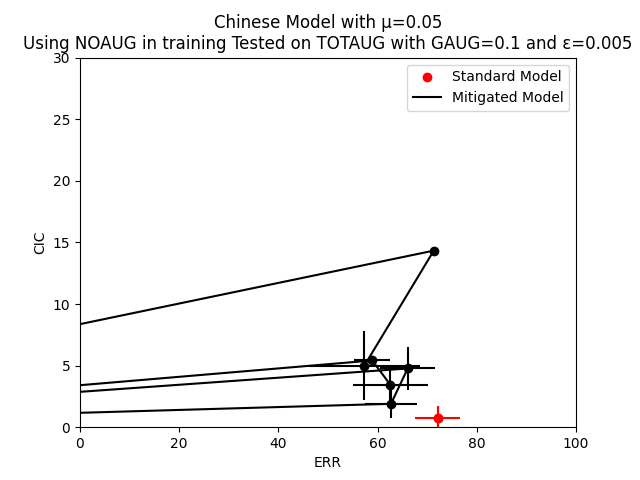 Chinese Model with μ=0.05
Using NOAUG in training Tested on TOTAUG with GAUG=0.1 and ε=0.005
Standard Model
Mitigated Model
30
25
20
15
10
5
0
CIC
0 20 40 60 80 100
ERR